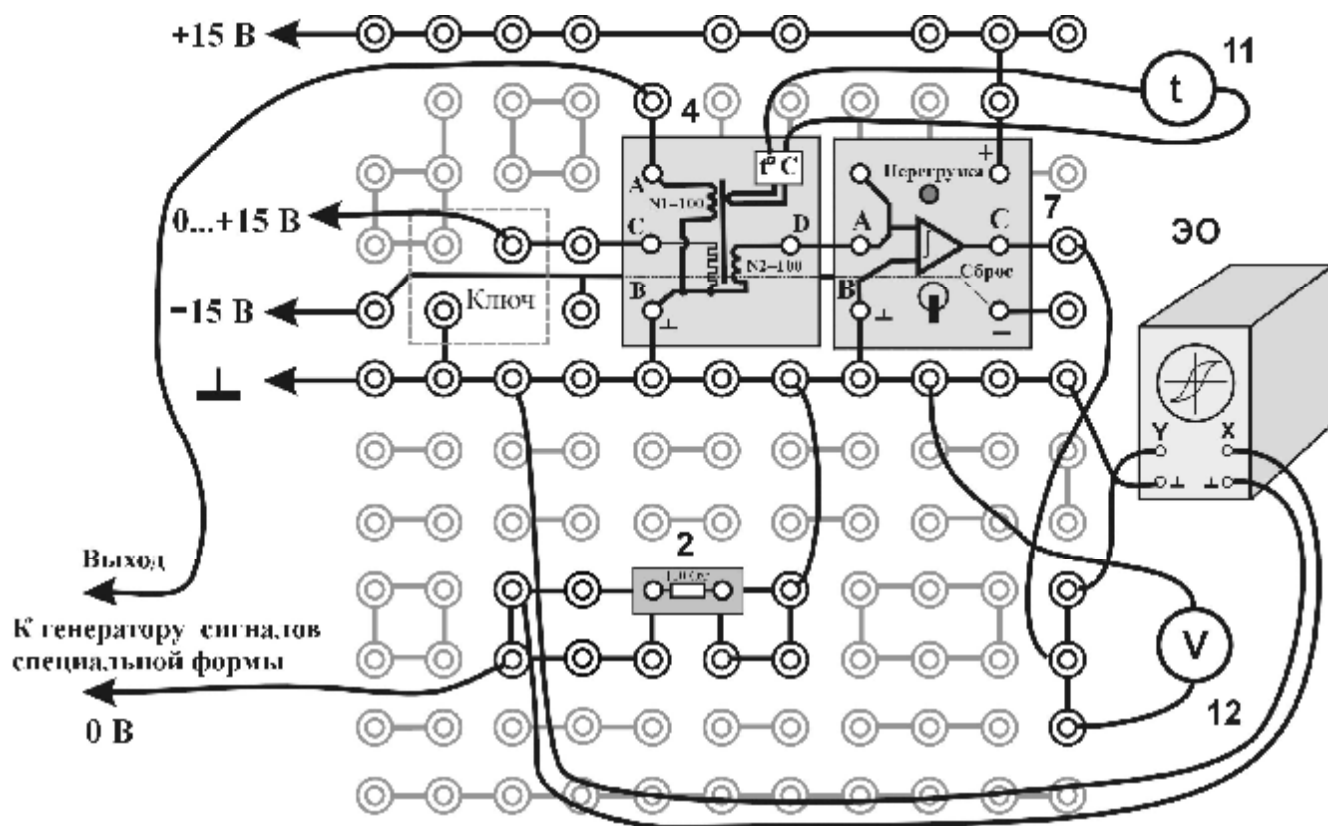 +15 В
11
t
4
t° C
+
A
N1–100
Перегрузка
0...+15 В
C
D
A
C
7
ЭО
N2–100
Сброс
B
B
Ключ
–15 В
⊥
⊥
–
⊥
Y
X
⊥
⊥
2
Выход
К генератору сигналов
специальной формы
V
0 В
12